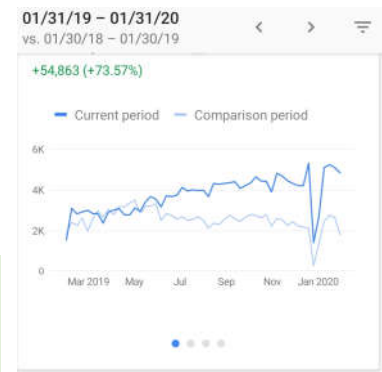 01/31/19 – 01/31/20
vs. 01/30/18 – 01/30/19
+54,863 (+73.57%)
Current period Comparison period
6K
4K
2K
0
Mar 2019 May Jul Sep Nov Jan 2020